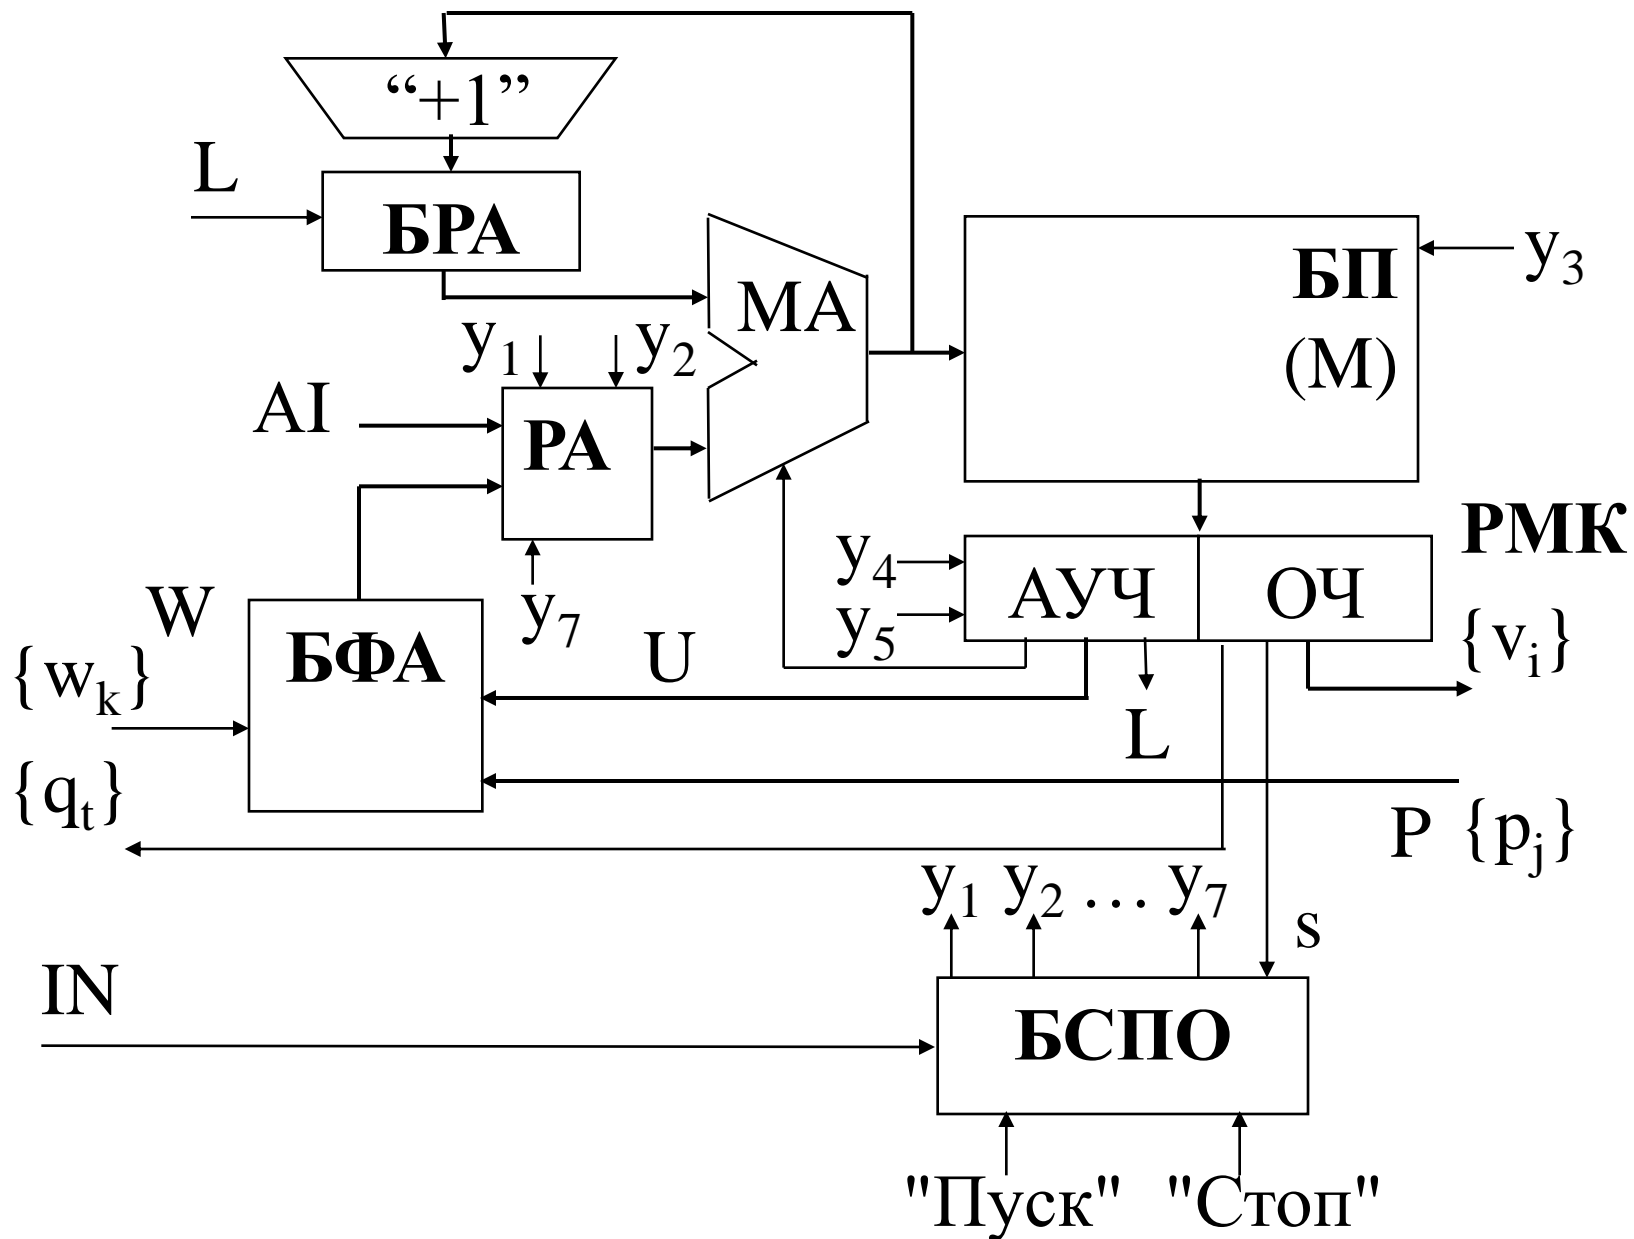 “+1”
L
БРА
МА
БП
(М)
y3
y1
y2
AI
РА
y7
y4
y5
АУЧ
ОЧ
РМК
{vi}
W
{wk}
БФА
U
L
{qt}
P {pj}
y1 y2 … y7
s
IN
БСПО
"Пуск" "Стоп"